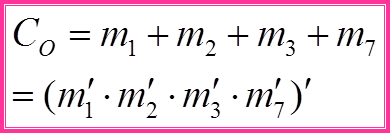 C_O = m_1 + m_2 + m_3 + m_7
= (m'_1 · m'_2 · m'_3 · m'_7)'